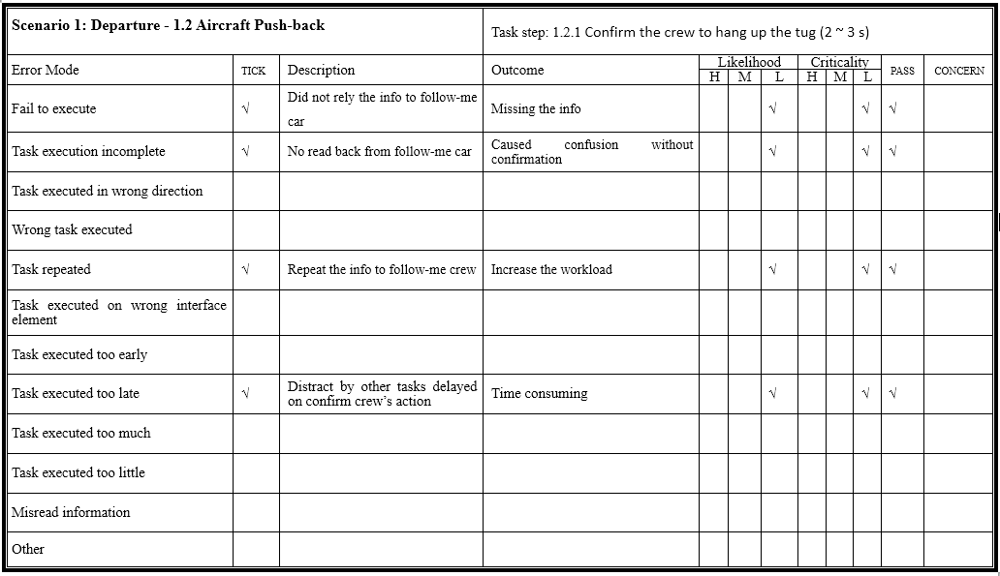 Scenario 1: Departure - 1.2 Aircraft Push-back
Task step: 1.2.1 Confirm the crew to hang up the tug (2 ~ 3 s)
Error Mode TICK Description Outcome Likelihood Criticality PASS CONCERN
H M L H M L
Fail to execute √ Did not rely the info to follow-me
car
Missing the info √ √ √
Task execution incomplete √ No read back from follow-me car Caused confusion without
confirmation √ √ √
Task executed in wrong direction
Wrong task executed
Task repeated √ Repeat the info to follow-me crew Increase the workload √ √ √
Task executed on wrong interface
element
Task executed too early
Task executed too late √ Distract by other tasks delayed
on confirm crew's action
Time consuming √ √ √
Task executed too much
Task executed too little
Misread information
Other